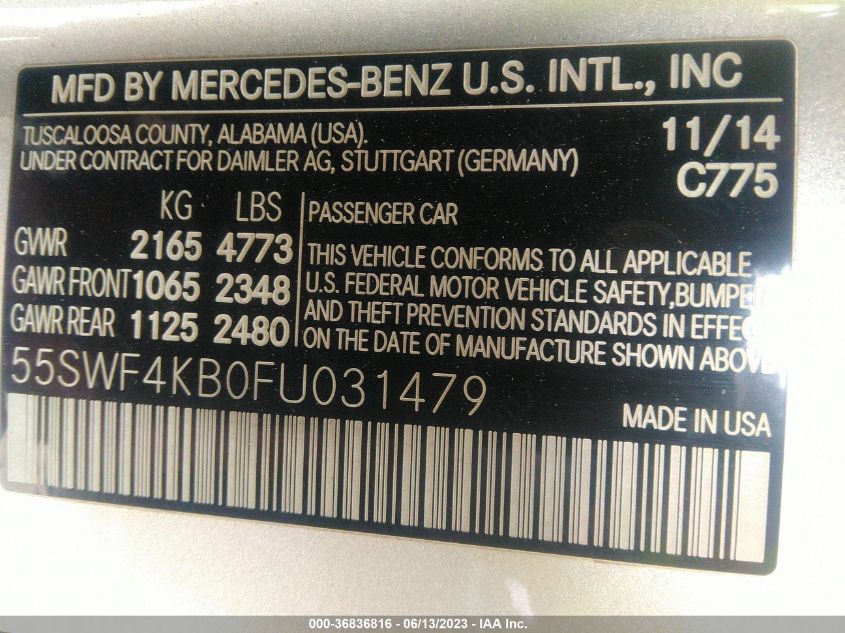 MFD BY MERCEDES-BENZ U.S. INTL., INC
TUSCALOOSA COUNTY, ALABAMA (USA).
UNDER CONTRACT FOR DAIMLER AG, STUTTGART (GERMANY)
11/14
C775
KG LBS
GVWR 2165 4773
GAWR FRONT 1065 2348
GAWR REAR 1125 2480
PASSENGER CAR
THIS VEHICLE CONFORMS TO ALL APPLICABLE
U.S. FEDERAL MOTOR VEHICLE SAFETY, BUMPER
AND THEFT PREVENTION STANDARDS IN EFFECT
ON THE DATE OF MANUFACTURE SHOWN ABOVE.
55SWF4KB0FU031479
MADE IN USA
000-36836816 - 06/13/2023 - IAA Inc.